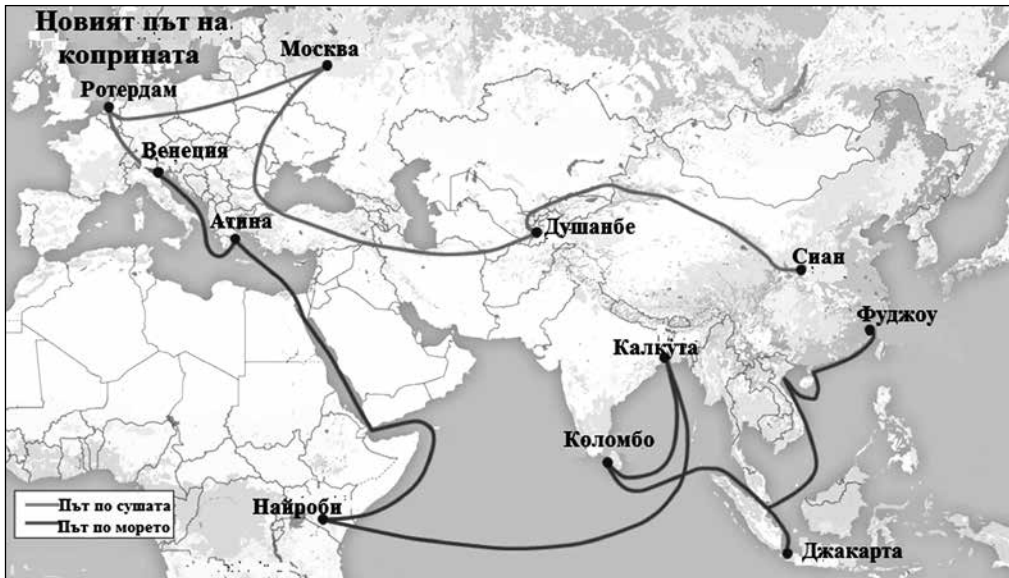 Новият път на
коприната
Москва
Ротердам
Венеция
Атина
Душанбе
Сиан
Фуджоу
Калкута
Коломбо
Път по сушата
Път по морето
Найроби
Джакарта